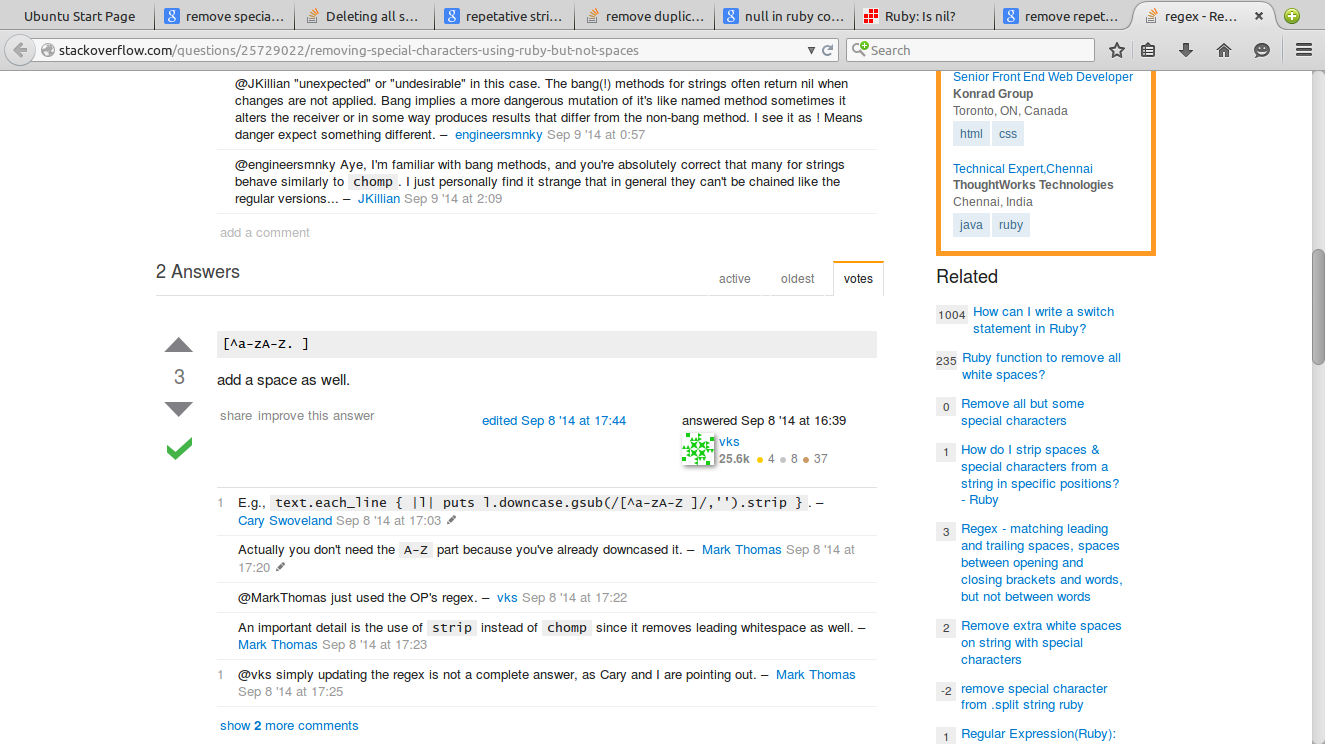 Ubuntu Start Page
remove specia...
Deleting all s...
repetative stri...
remove duplic...
null in ruby co...
Ruby: Is nil?
remove repet...
regex - Re...
stackoverflow.com/questions/25729022/removing-special-characters-using-ruby-but-not-spaces
Search
@JKillian "unexpected" or "undesirable" in this case. The bang(!) methods for strings often return nil when
changes are not applied. Bang implies a more dangerous mutation of it's like named method sometimes it
alters the receiver or in some way produces results that differ from the non-bang method. I see it as ! Means
danger expect something different. – engineersmnky Sep 9 '14 at 0:57
@engineersmnky Aye, I'm familiar with bang methods, and you're absolutely correct that many for strings
behave similarly to chomp. I just personally find it strange that in general they can't be chained like the
regular versions... – JKillian Sep 9 '14 at 2:09
add a comment
2 Answers
active
oldest
votes
3
[^a-zA-Z. ]
add a space as well.
share improve this answer
edited Sep 8 '14 at 17:44
answered Sep 8 '14 at 16:39
vks
25.6k 4 8 37
1 E.g., text.each_line { |l| puts l.downcase.gsub(/[^a-zA-Z ]/,'').strip }. –
Cary Swoveland Sep 8 '14 at 17:03
Actually you don't need the A-Z part because you've already downcased it. – Mark Thomas Sep 8 '14 at
17:20
@MarkThomas just used the OP's regex. – vks Sep 8 '14 at 17:22
An important detail is the use of strip instead of chomp since it removes leading whitespace as well. –
Mark Thomas Sep 8 '14 at 17:23
1 @vks simply updating the regex is not a complete answer, as Cary and I are pointing out. – Mark Thomas
Sep 8 '14 at 17:25
show 2 more comments
Senior Front End Web Developer
Konrad Group
Toronto, ON, Canada
html css
Technical Expert,Chennai
ThoughtWorks Technologies
Chennai, India
java ruby
Related
1004 How can I write a switch
statement in Ruby?
235 Ruby function to remove all
white spaces?
0 Remove all but some
special characters
1 How do I strip spaces &
special characters from a
string in specific positions?
- Ruby
3 Regex - matching leading
and trailing spaces, spaces
between opening and
closing brackets and words,
but not between words
2 Remove extra white spaces
on string with special
characters
-2 remove special character
from .split string ruby
1 Regular Expression(Ruby):